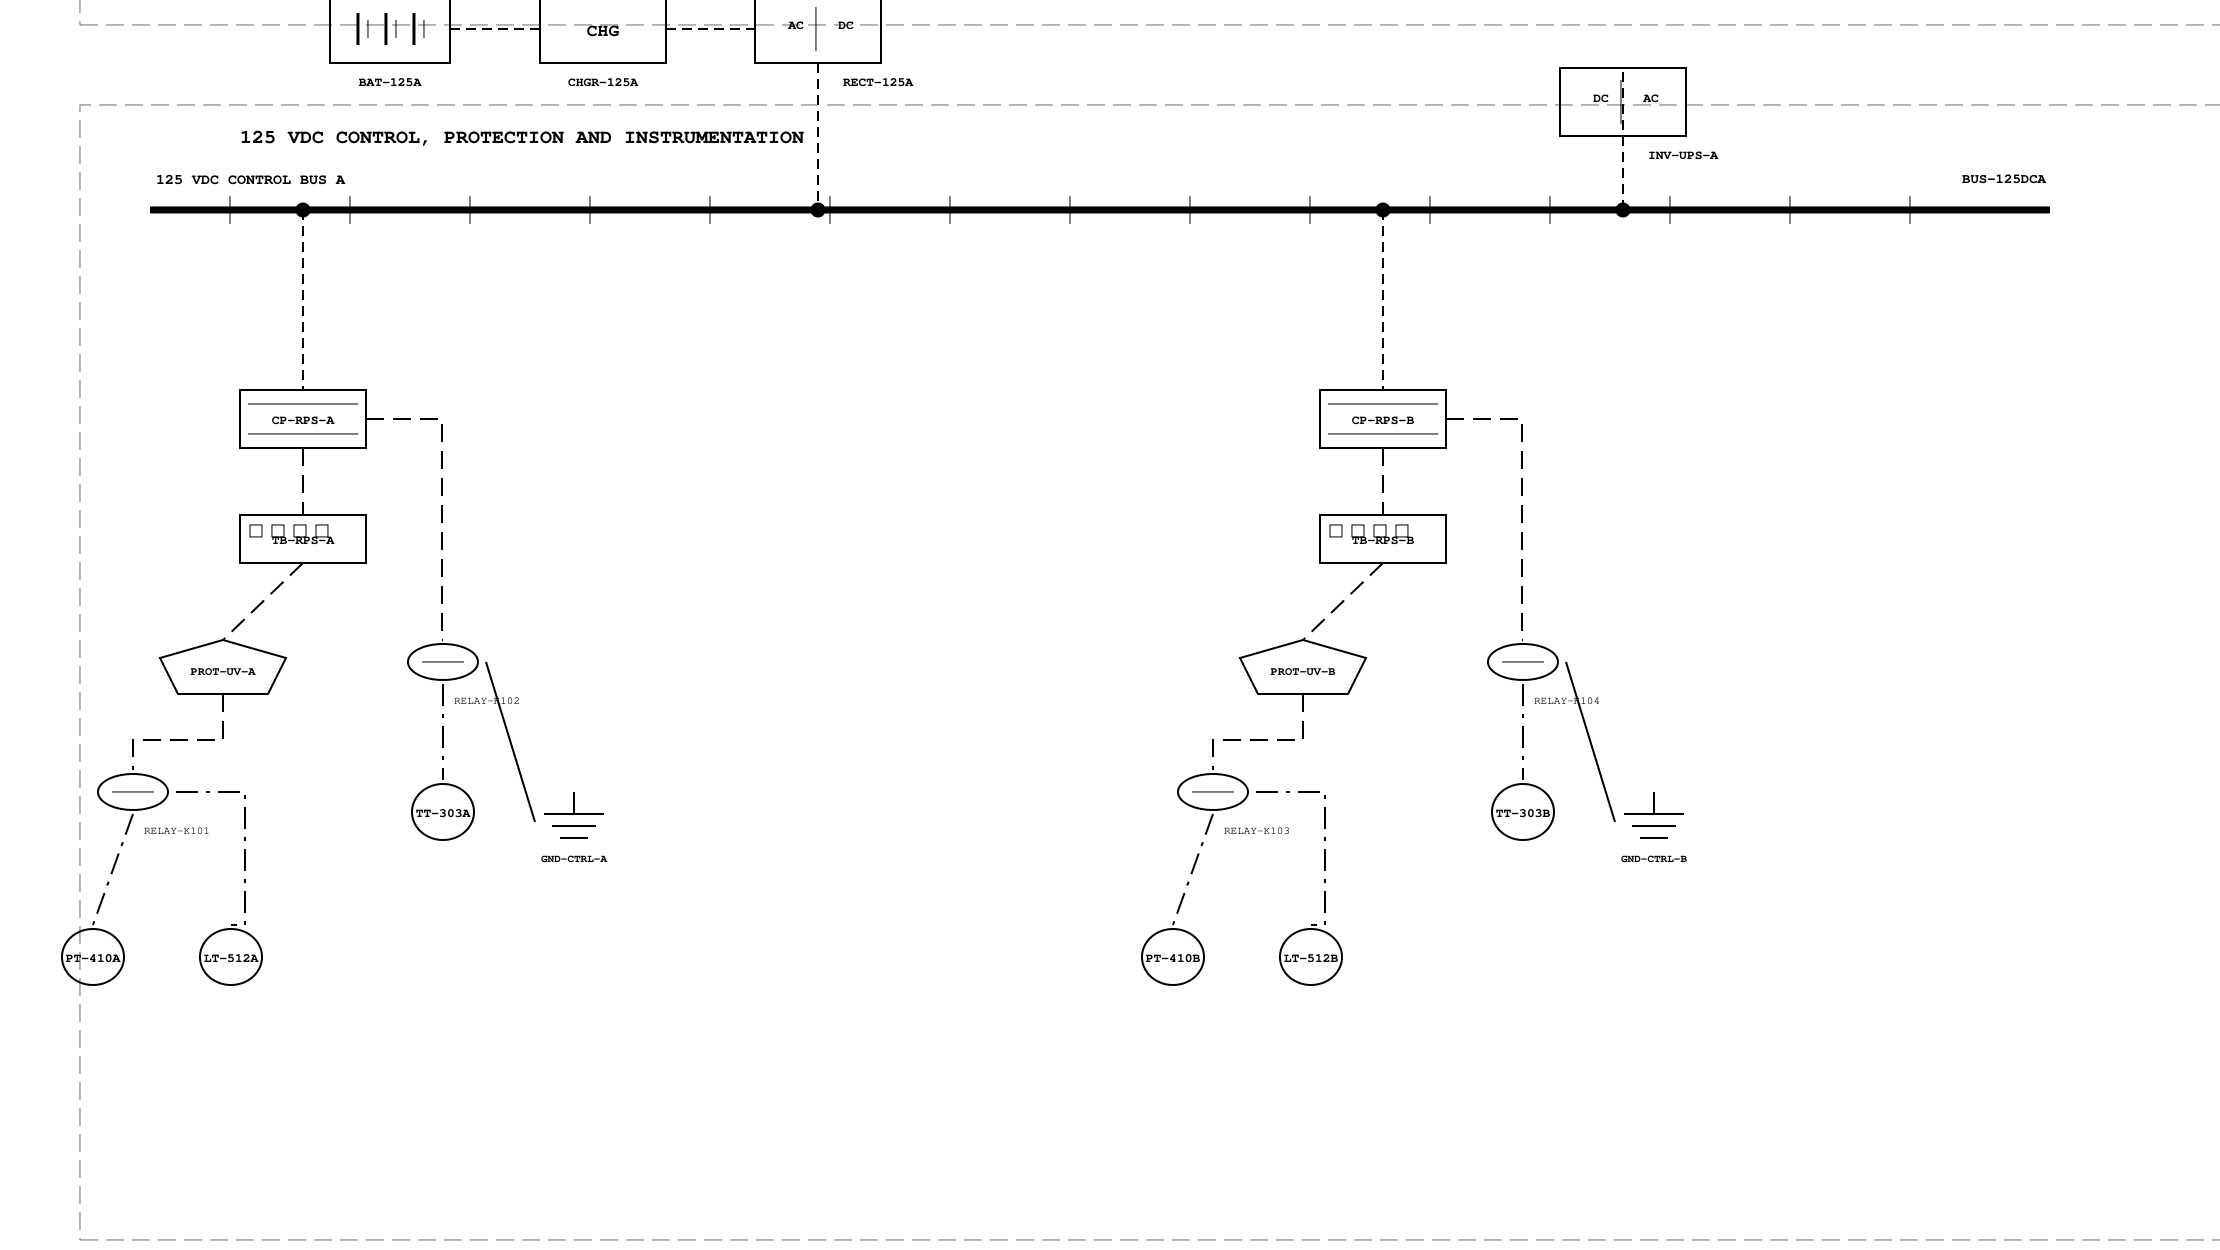 CHG
AC
DC
BAT-125A
CHGR-125A
RECT-125A
DC
AC
125 VDC CONTROL, PROTECTION AND INSTRUMENTATION
INV-UPS-A
125 VDC CONTROL BUS A
BUS-125DCA
CP-RPS-A
CP-RPS-B
TB-RPS-A
TB-RPS-B
PROT-UV-A
PROT-UV-B
RELAY-K102
RELAY-K104
TT-303A
TT-303B
RELAY-K101
RELAY-K103
GND-CTRL-A
GND-CTRL-B
PT-410A
LT-512A
PT-410B
LT-512B